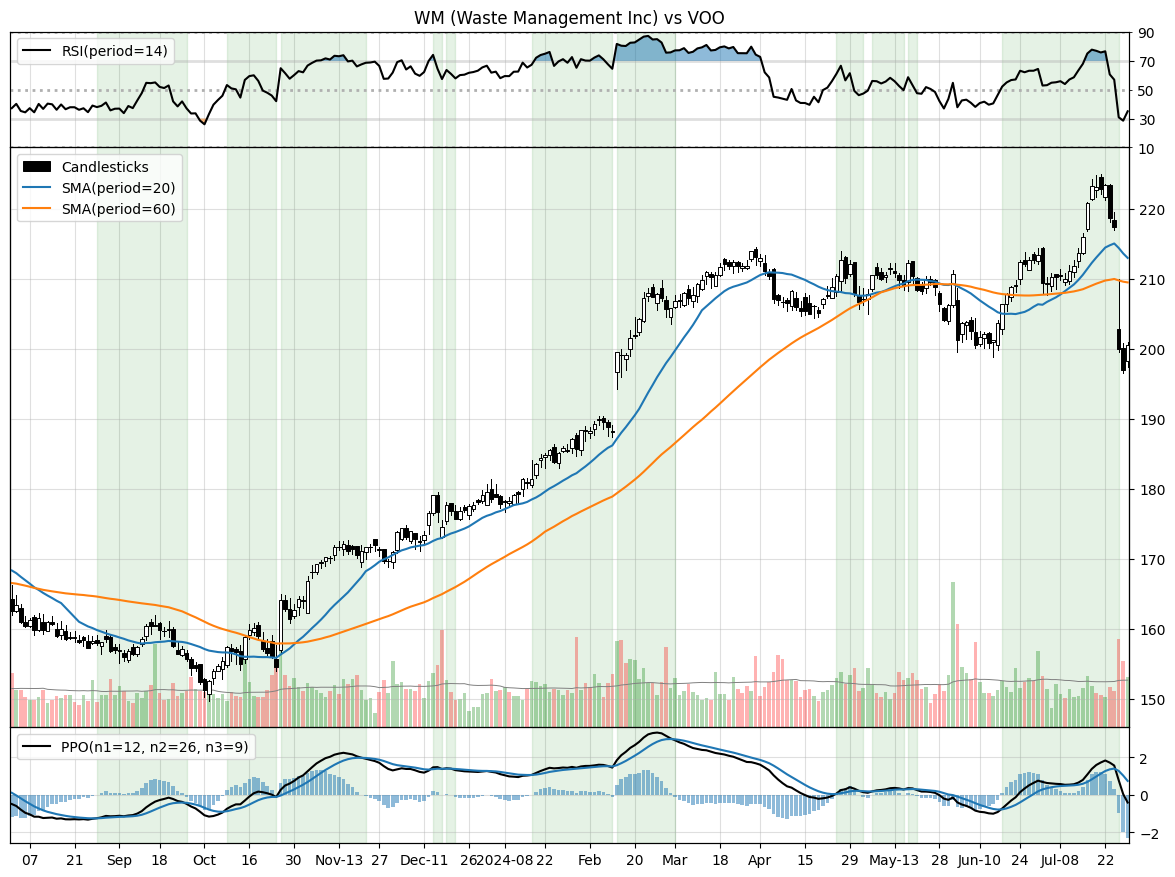 WM (Waste Management Inc) vs VOO
RSI(period=14)
90
70
50
30
10
Candlesticks
SMA(period=20)
SMA(period=60)
220
210
200
190
180
170
160
150
PPO(n1=12, n2=26, n3=9)
2
0
−2
07 21 Sep 18 Oct 16 30 Nov-13 27 Dec-11 26 2024-08 22 Feb 20 Mar 18 Apr 15 29 May-13 28 Jun-10 24 Jul-08 22